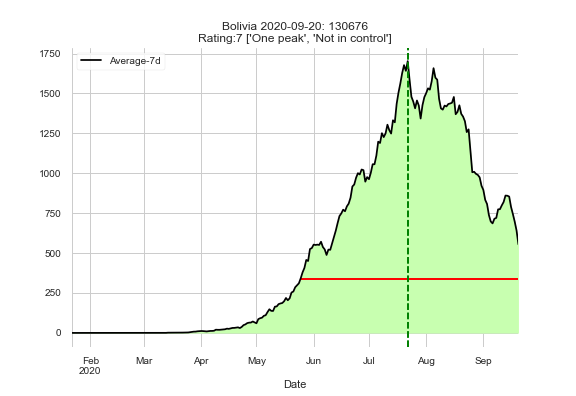 Bolivia 2020-09-20: 130676
Rating:7 ['One peak', 'Not in control']
Average-7d
1750
1500
1250
1000
750
500
250
0
Feb Mar Apr May Jun Jul Aug Sep
2020
Date